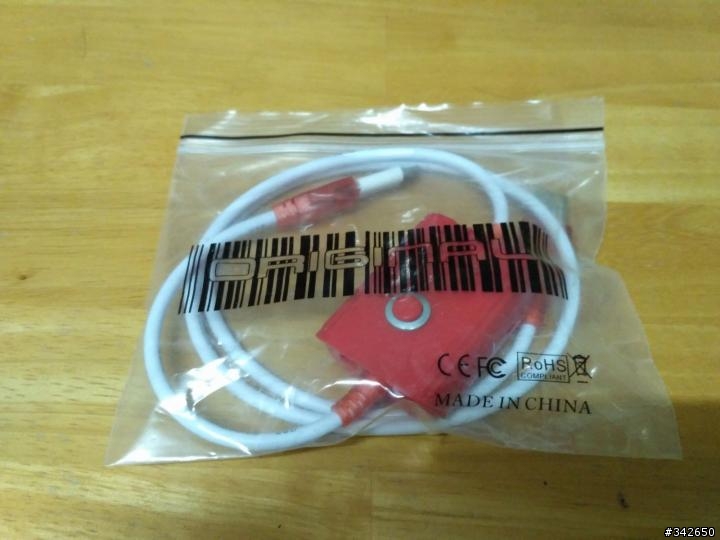 ORIGINAL
CE FC RoHS
COMPLIANT
MADE IN CHINA
#342650